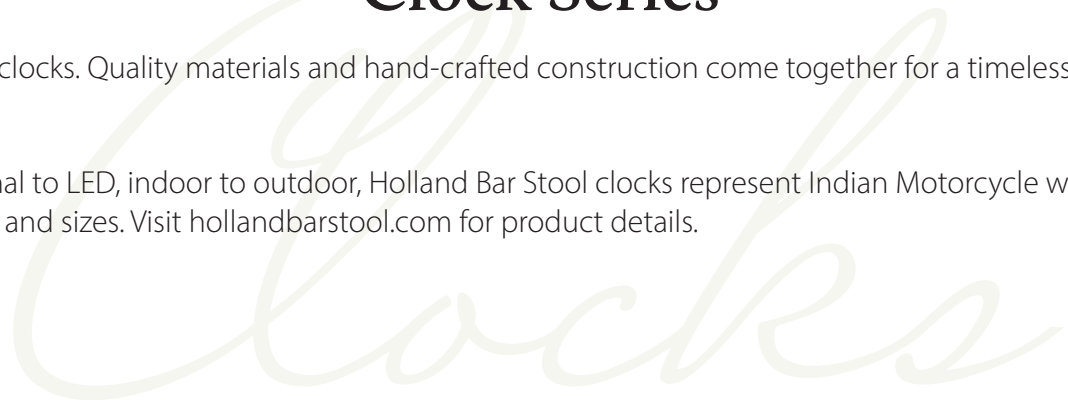 Clock Series
clocks. Quality materials and hand-crafted construction come together for a timeless
to LED, indoor to outdoor, Holland Bar Stool clocks represent Indian Motorcycle
and sizes. Visit hollandbarstool.com for product details.
Clocks